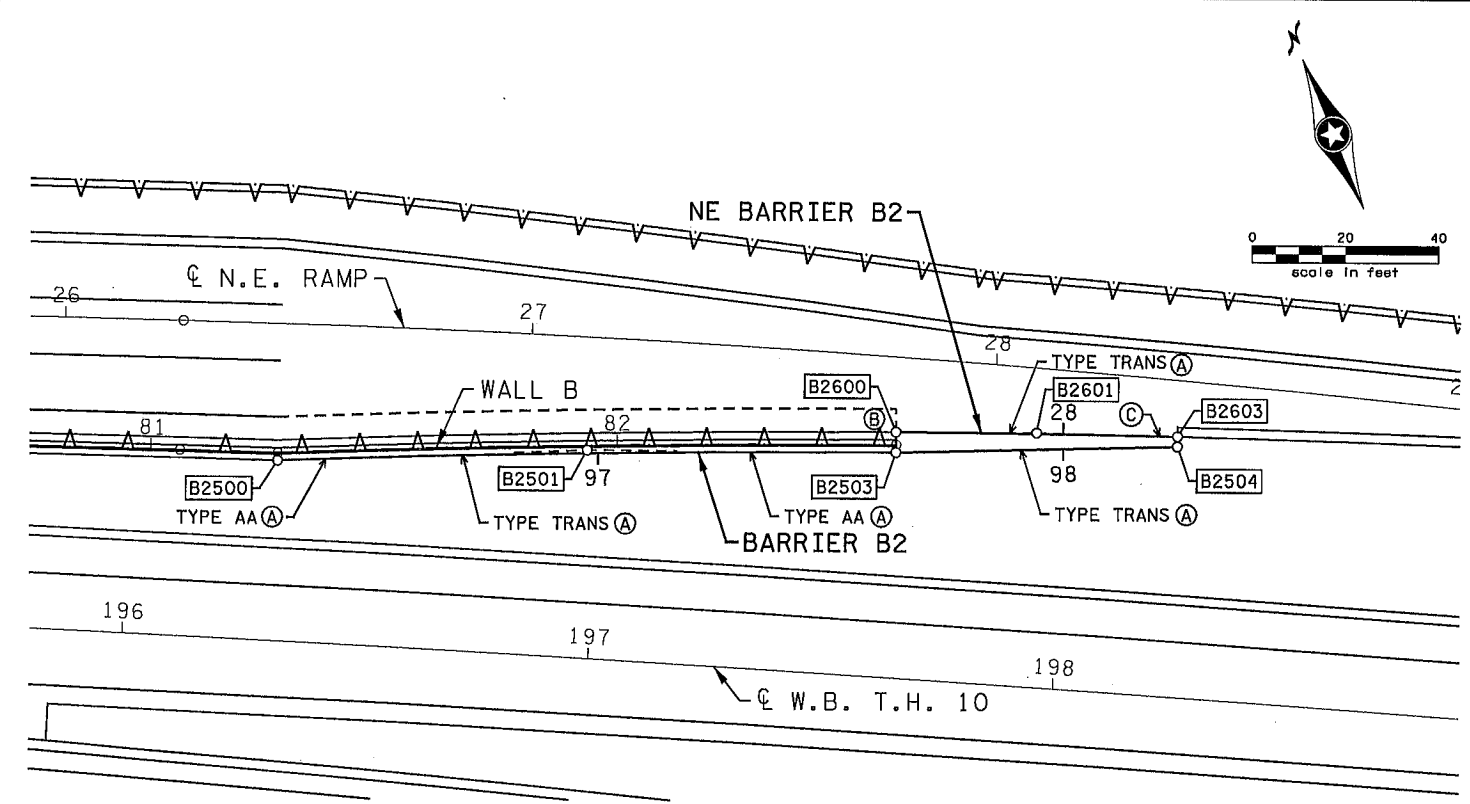 N
NE BARRIER B2
0 20 40
scale in feet
℄ N.E. RAMP
26
27
28
TYPE TRANS Ⓐ
B2600
B2601
WALL B
Ⓑ
28
Ⓒ
B2603
81
82
B2500
B2501
97
B2503
98
B2504
TYPE AA Ⓐ
TYPE TRANS Ⓐ
TYPE AA Ⓐ
TYPE TRANS Ⓐ
BARRIER B2
196
197
198
℄ W.B. T.H. 10